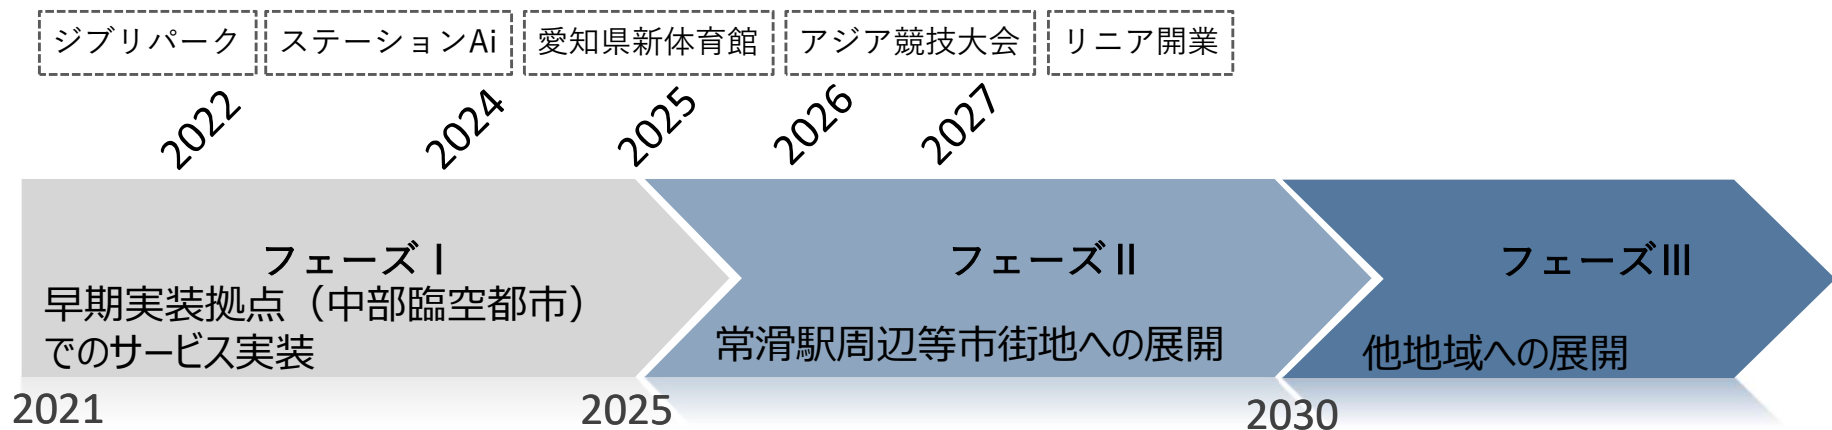 ジブリパーク
ステーションAi
愛知県新体育館
アジア競技大会
リニア開業
2022
2024
2025
2026
2027
フェーズⅠ
早期実装拠点（中部臨空都市）
でのサービス実装
フェーズⅡ
常滑駅周辺等市街地への展開
フェーズⅢ
他地域への展開
2021
2025
2030